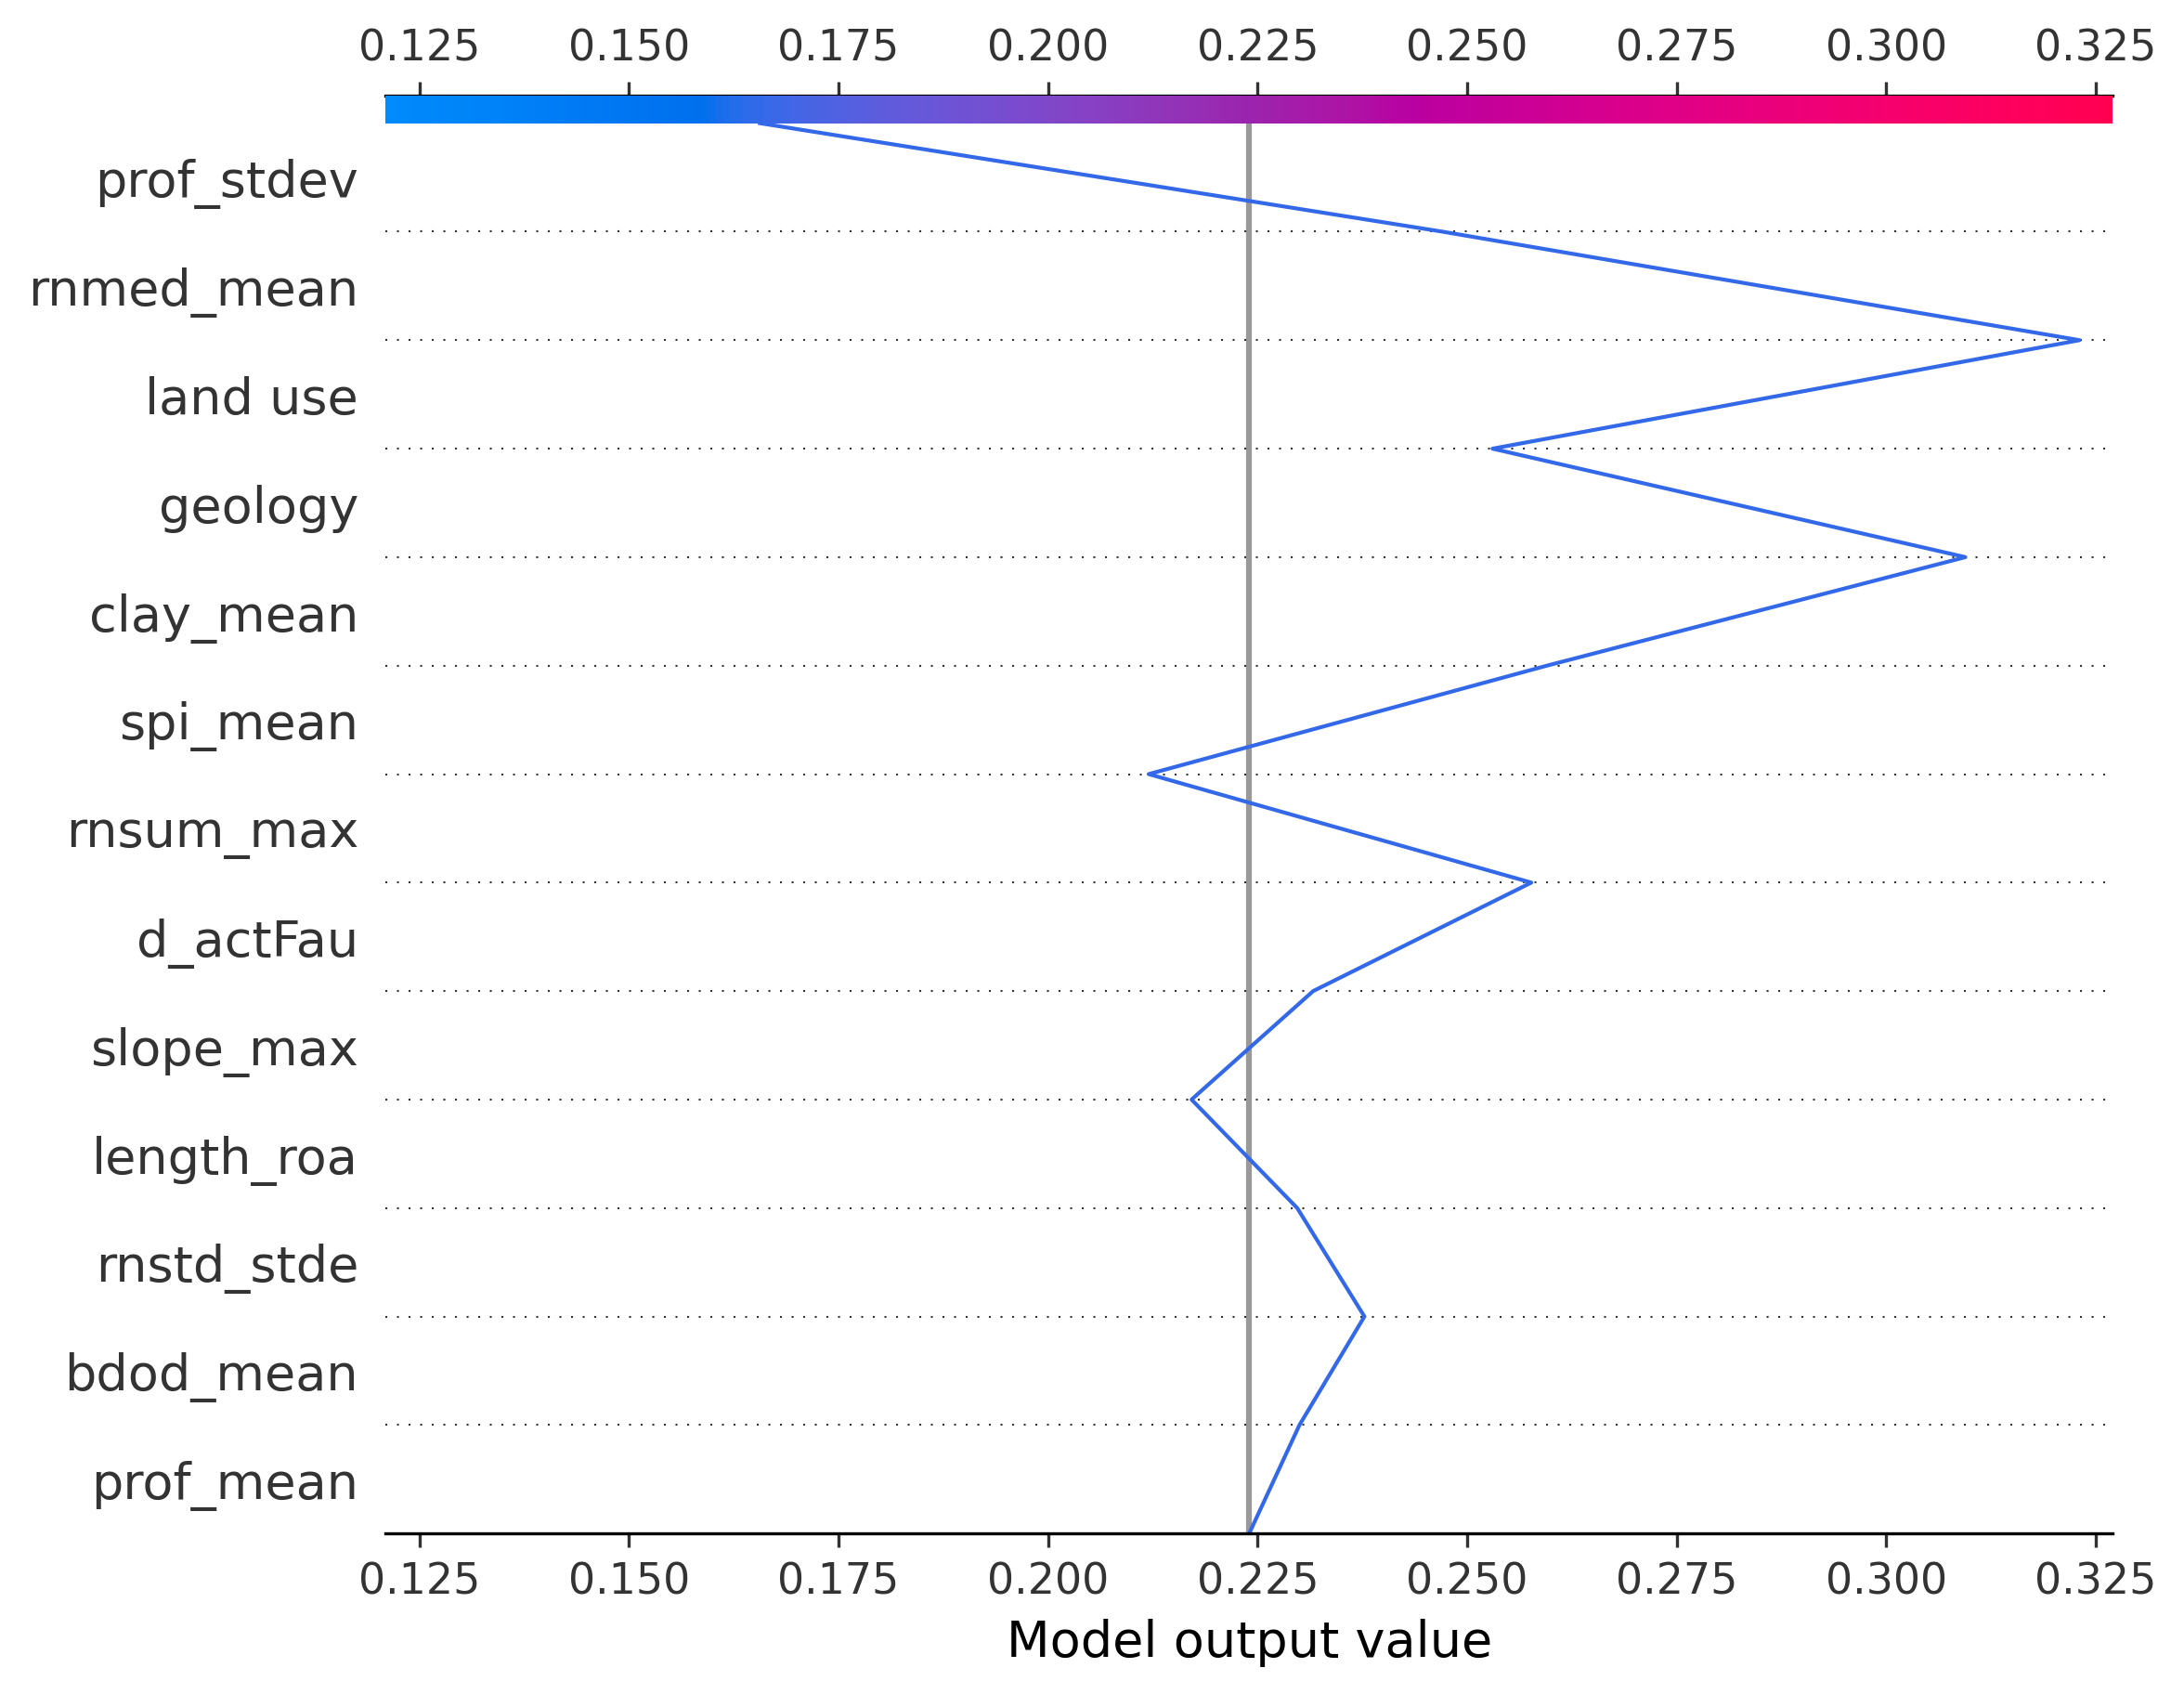 0.125 0.150 0.175 0.200 0.225 0.250 0.275 0.300 0.325
prof_stdev
rnmed_mean
land use
geology
clay_mean
spi_mean
rnsum_max
d_actFau
slope_max
length_roa
rnstd_stde
bdod_mean
prof_mean
0.125 0.150 0.175 0.200 0.225 0.250 0.275 0.300 0.325
Model output value